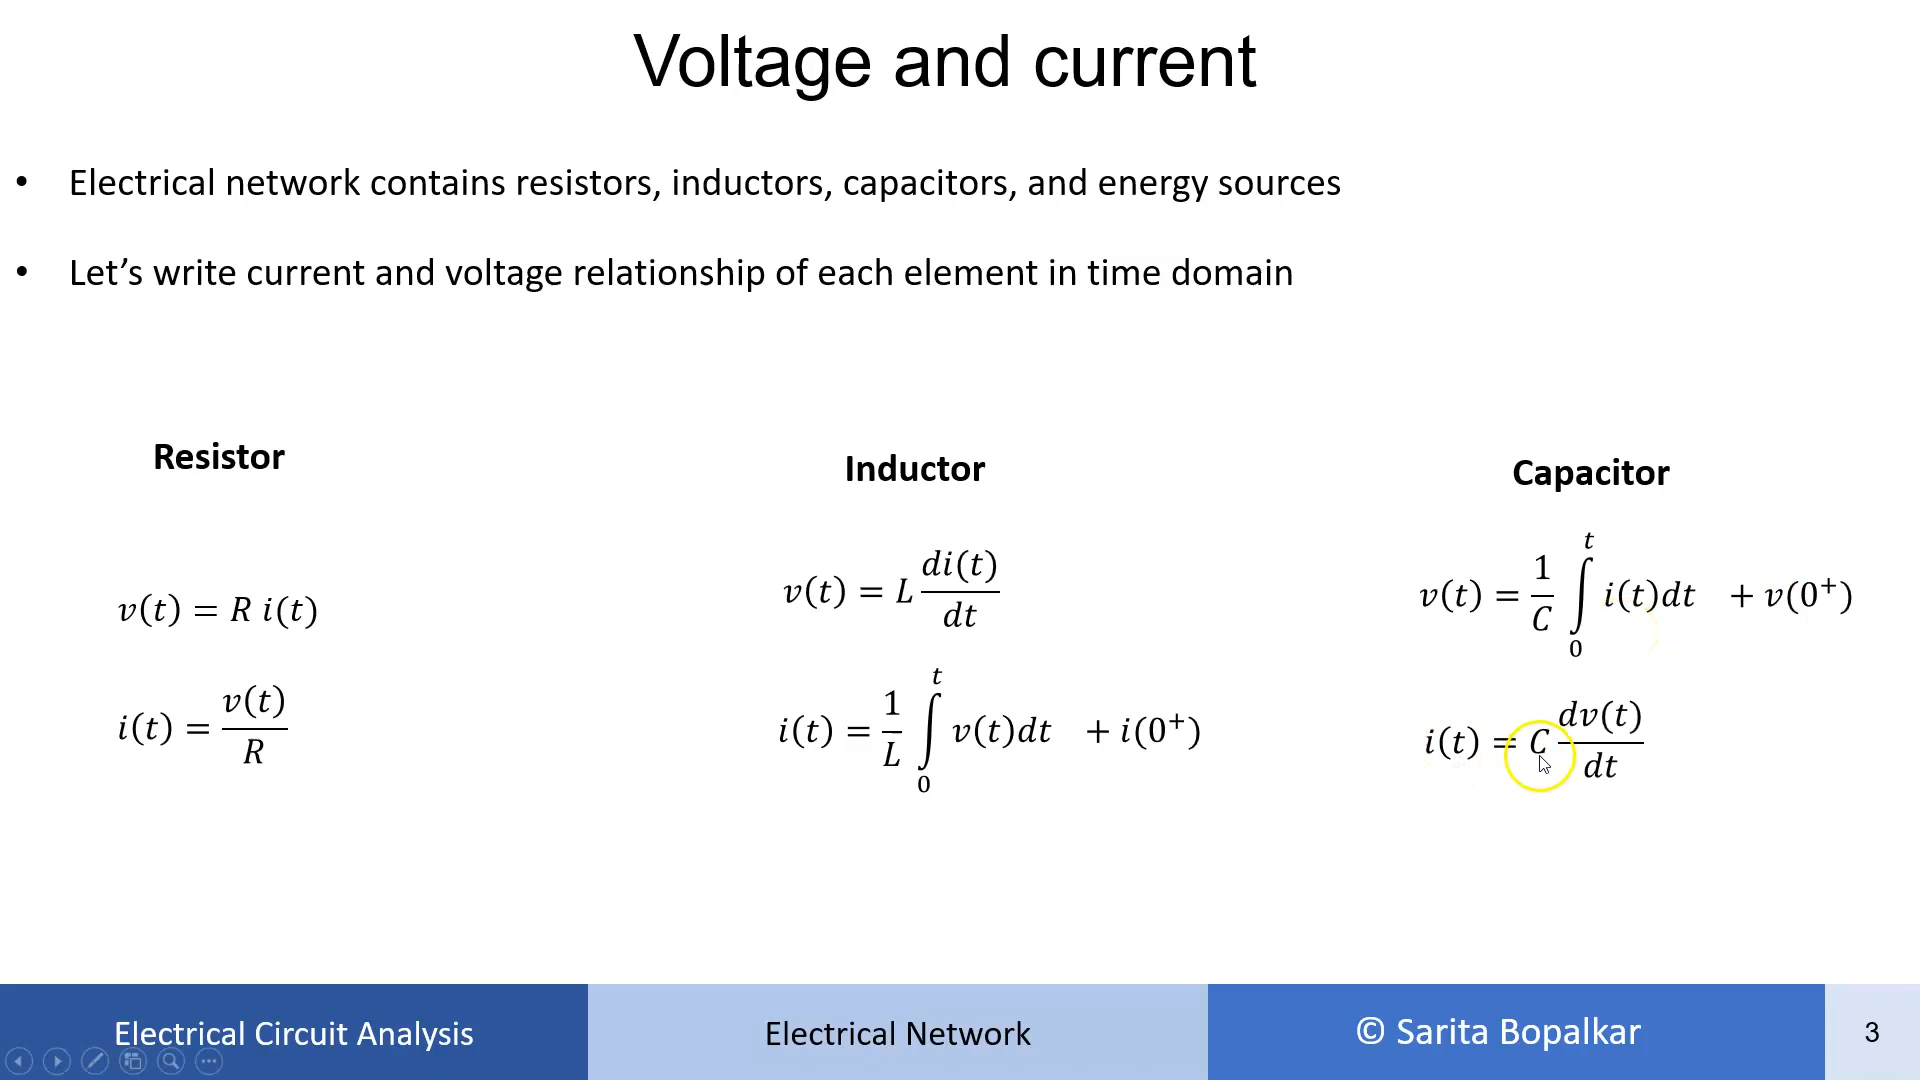 Voltage and current
• Electrical network contains resistors, inductors, capacitors, and energy sources
• Let’s write current and voltage relationship of each element in time domain
Resistor
v(t) = R i(t)
i(t) = v(t)/R
Inductor
v(t) = L di(t)/dt
i(t) = 1/L ∫₀ᵗ v(t)dt + i(0⁺)
Capacitor
v(t) = 1/C ∫₀ᵗ i(t)dt + v(0⁺)
i(t) = C dv(t)/dt
Electrical Circuit Analysis
Electrical Network
© Sarita Bopalkar
3